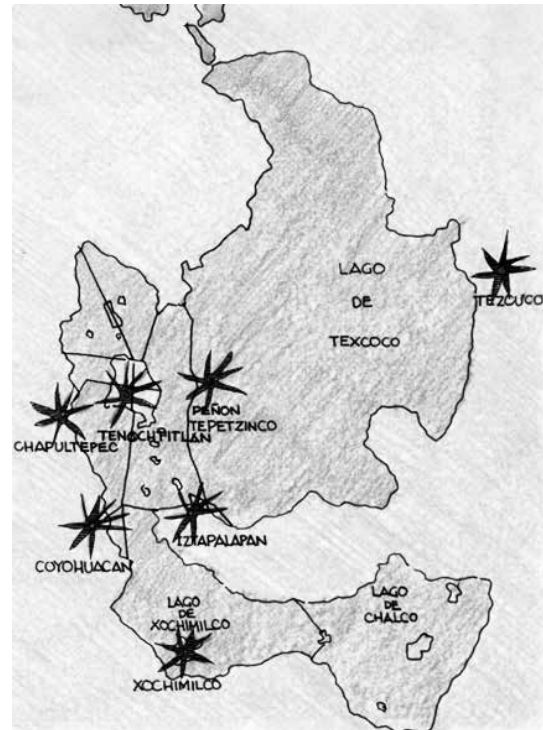 LAGO
DE
TEXCOCO
TEZCUCO
PEÑON
TEPETZINCO
TENOCHTITLAN
CHAPULTEPEC
IZTAPALAPAN
COYOHUACAN
LAGO
DE
XOCHIMILCO
LAGO
DE
CHALCO
XOCHIMILCO